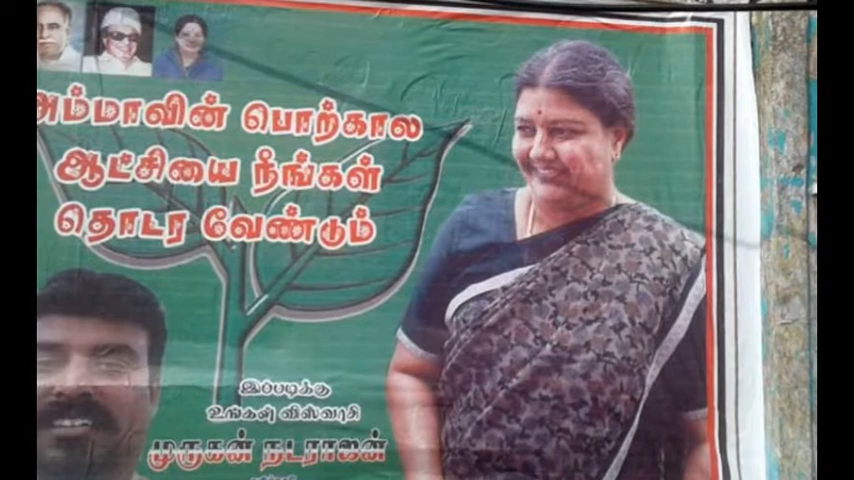 அம்மாவின் பொற்கால
ஆட்சியை நீங்கள்
தொடர வேண்டும்
இப்படிக்கு
உங்கள் விஸ்வாசி
முருகன் நடராஜன்